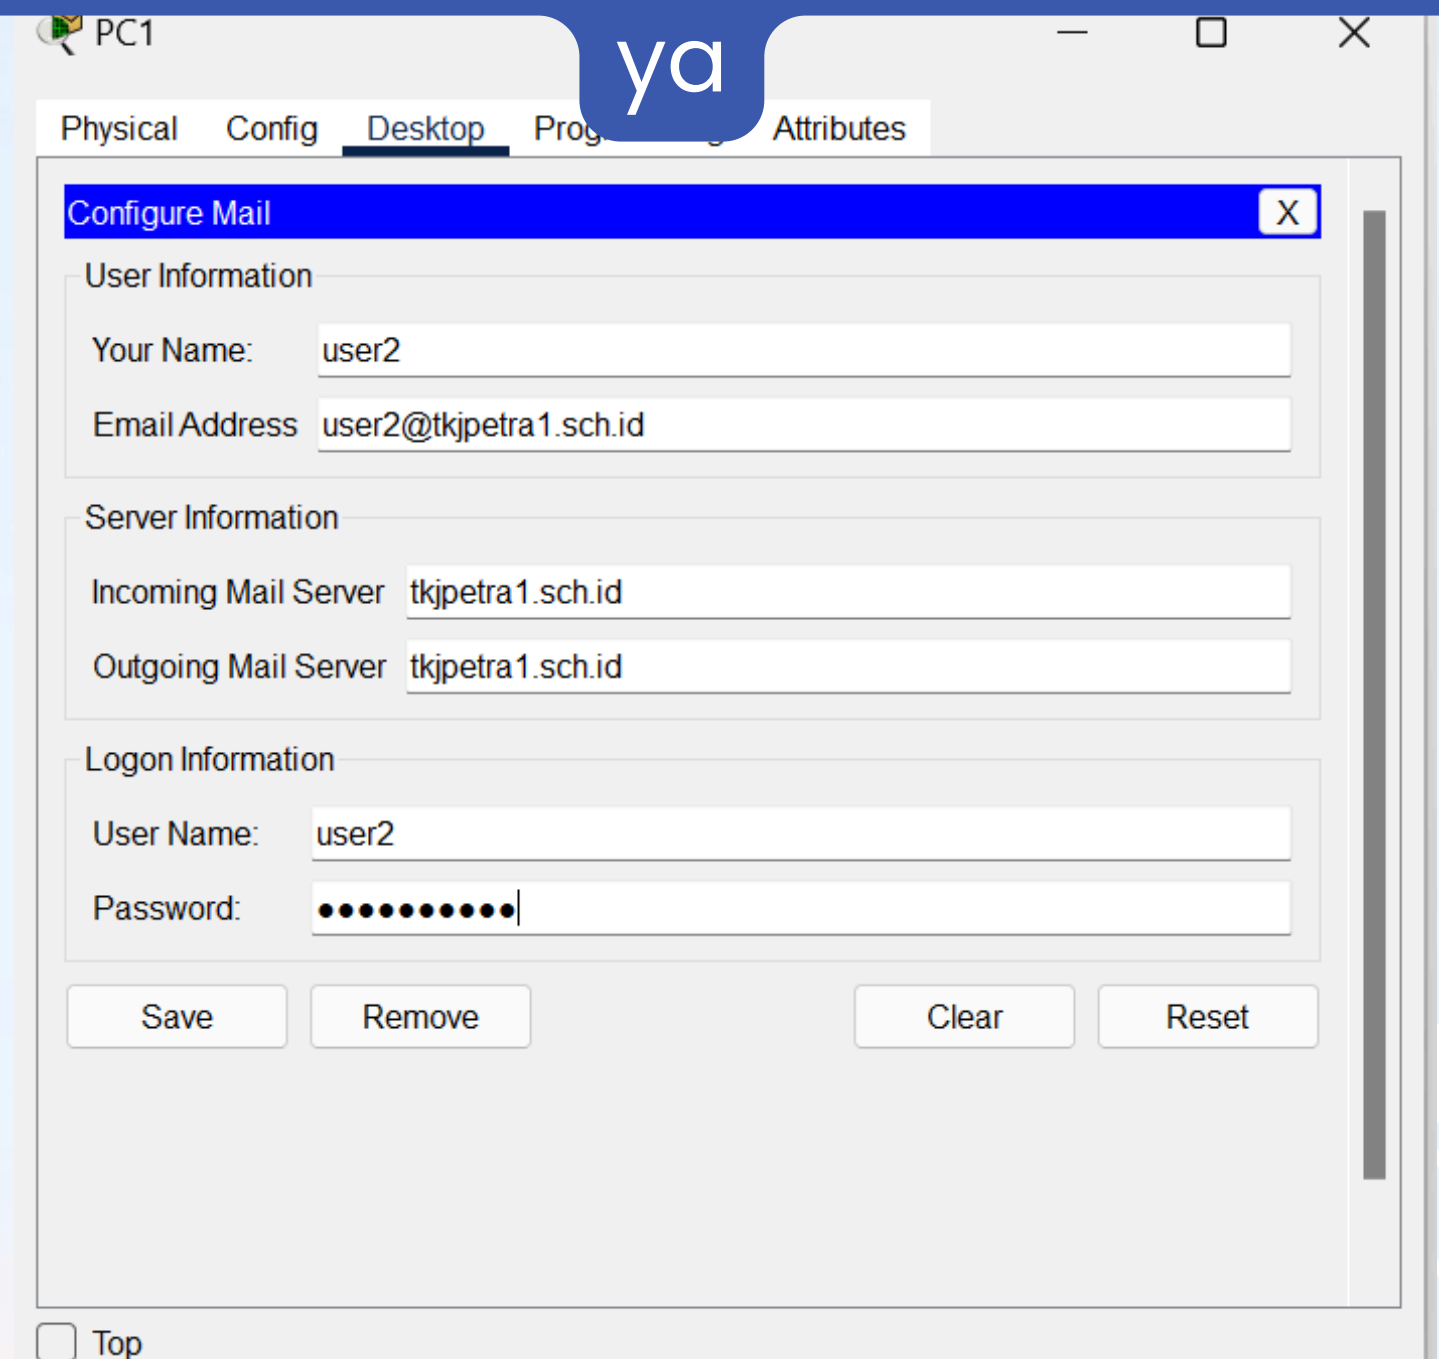 PC1
ya
Physical Config Desktop Attributes
Configure Mail X
User Information
Your Name: user2
Email Address user2@tkjpetra1.sch.id
Server Information
Incoming Mail Server tkjpetra1.sch.id
Outgoing Mail Server tkjpetra1.sch.id
Logon Information
User Name: user2
Password: ●●●●●●●●●●
Save Remove Clear Reset
Top